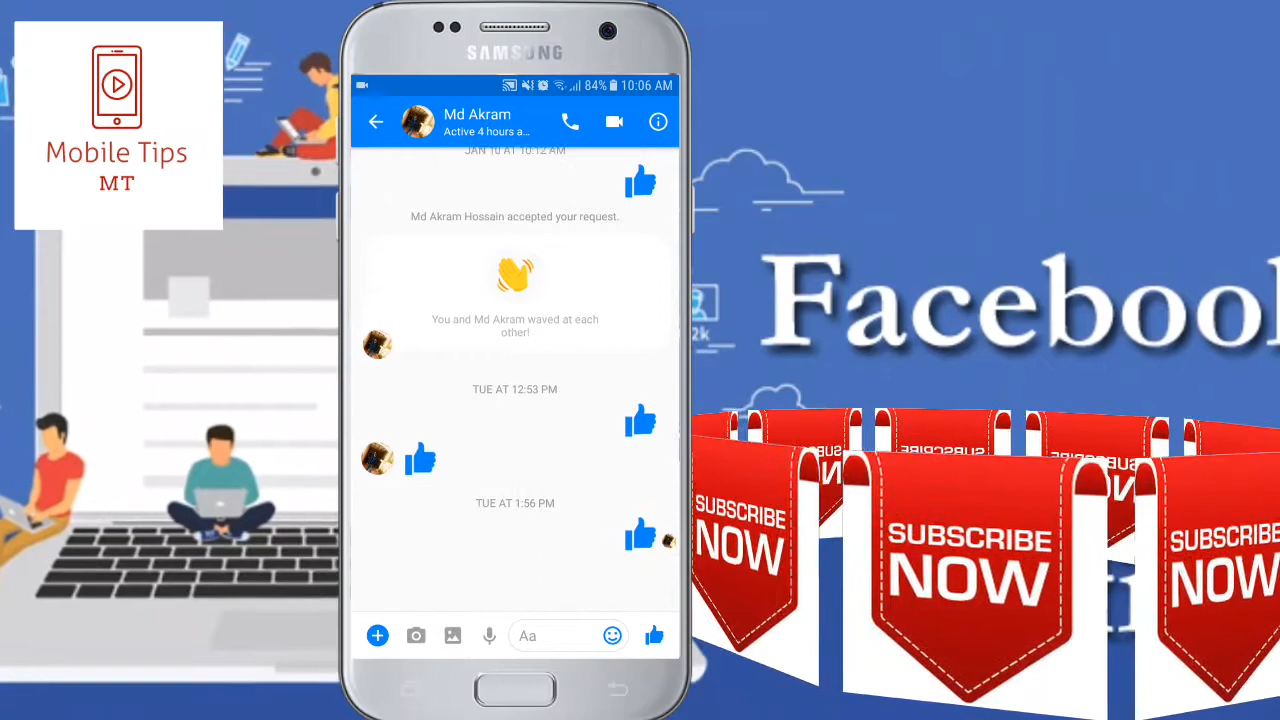 Mobile Tips
MT
SAMSUNG
84% 10:06 AM
Md Akram
Active 4 hours a...
JAN 10 AT 10:12 AM
Md Akram Hossain accepted your request.
You and Md Akram waved at each
other!
TUE AT 12:53 PM
TUE AT 1:56 PM
Aa
Facebook
2k
SUBSCRIBE
NOW
SUBSCRIBE
NOW
SUBSCRIBE
NOW